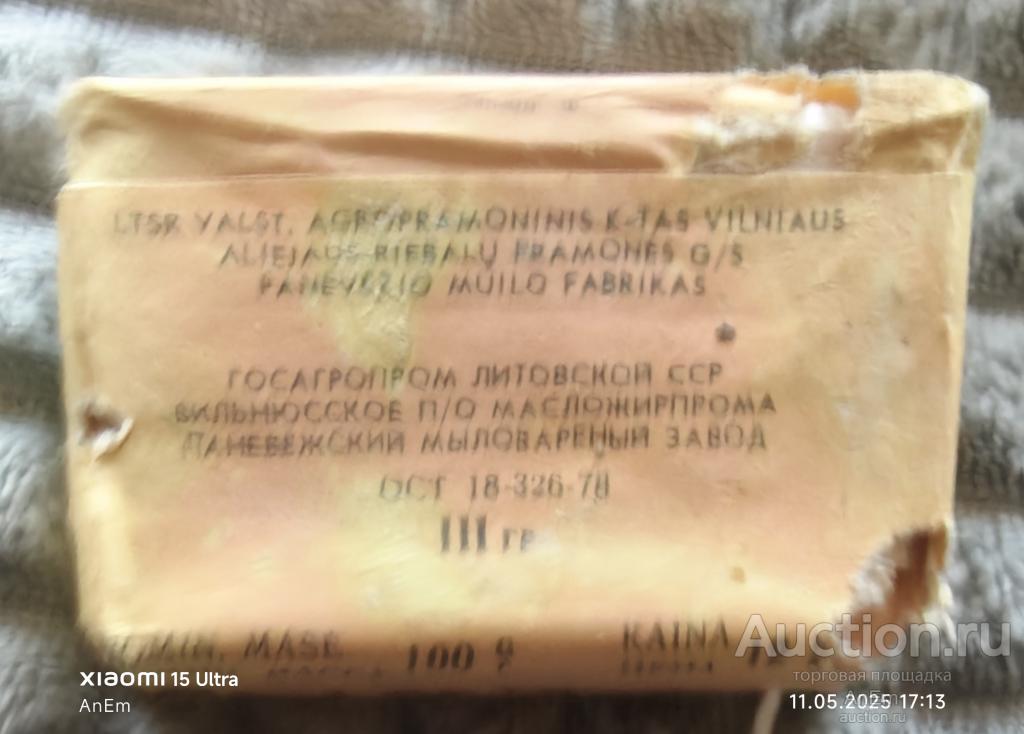 LTSR VALST. AGROPRAMONINIS K-TAS VILNIAUS
ALIEJAUS-RIEBALŲ PRAMONĖS G/S
PANEVĖŽIO MUILO FABRIKAS
ГОСАГРОПРОМ ЛИТОВСКОЙ ССР
ВИЛЬНЮССКОЕ П/О МАСЛОЖИРПРОМА
ПАНЕВЕЖСКИЙ МЫЛОВАРЕНЫЙ ЗАВОД
ОСТ 18-326-78
III гр
MASĖ 100 g KAINA
МАССА г
Auction.ru
торговая площадка
AnEm
auction.ru
xiaomi 15 Ultra
AnEm
11.05.2025 17:13